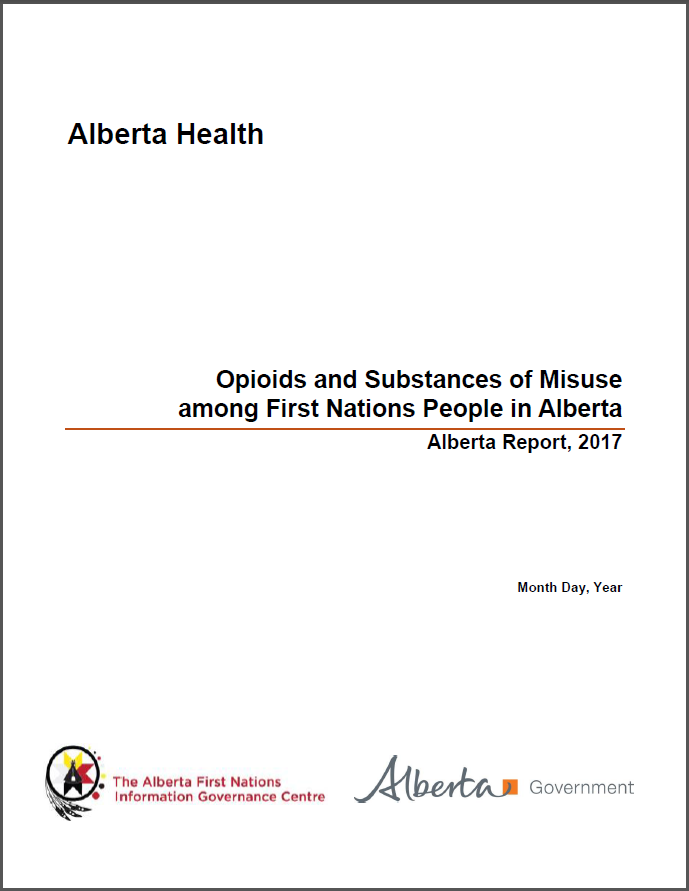 Alberta Health
Opioids and Substances of Misuse
among First Nations People in Alberta
Alberta Report, 2017
Month Day, Year
The Alberta First Nations
Information Governance Centre
Alberta Government